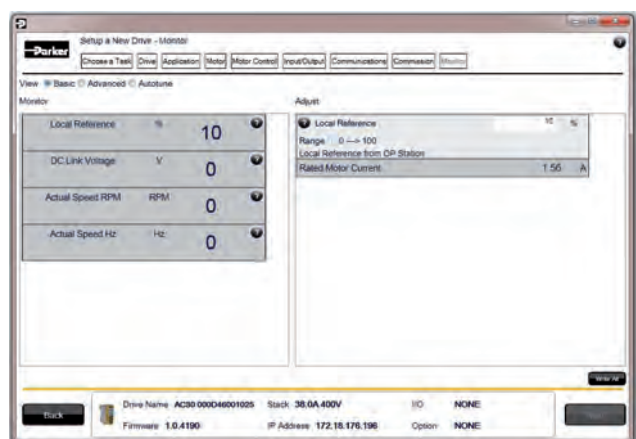 Parker
Setup a New Drive - Monitor
Choose a Task Drive Application Motor Motor Control Input/Output Communications Commission Monitor
View Basic Advanced Autotune
Monitor
Adjust
Local Reference % 10 ?
DC Link Voltage V 0 ?
Actual Speed RPM RPM 0 ?
Actual Speed Hz Hz 0 ?
? Local Reference 10 %
Range 0 --> 100
Local Reference from OP Station
Rated Motor Current 1.56 A
Write All
Back
Drive Name AC30 000D46001025 Stack 38.0A 400V I/O NONE
Firmware 1.0.4190 IP Address 172.18.176.196 Option NONE